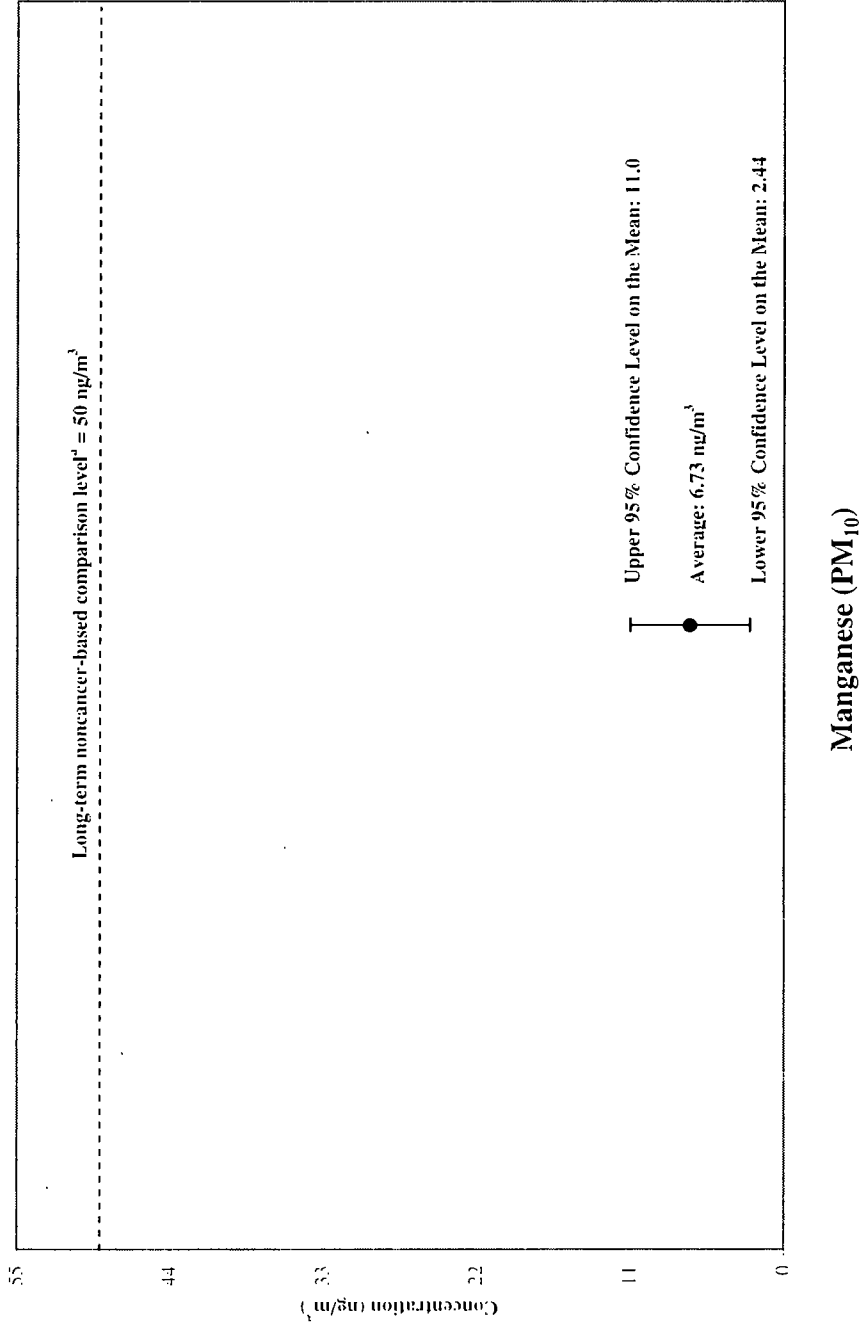 Long-term noncancer-based comparison levelᵃ = 50 ng/m³
55
44
33
22
11
0
Concentration (ng/m³)
Upper 95% Confidence Level on the Mean: 11.0
Average: 6.73 ng/m³
Lower 95% Confidence Level on the Mean: 2.44
Manganese (PM₁₀)